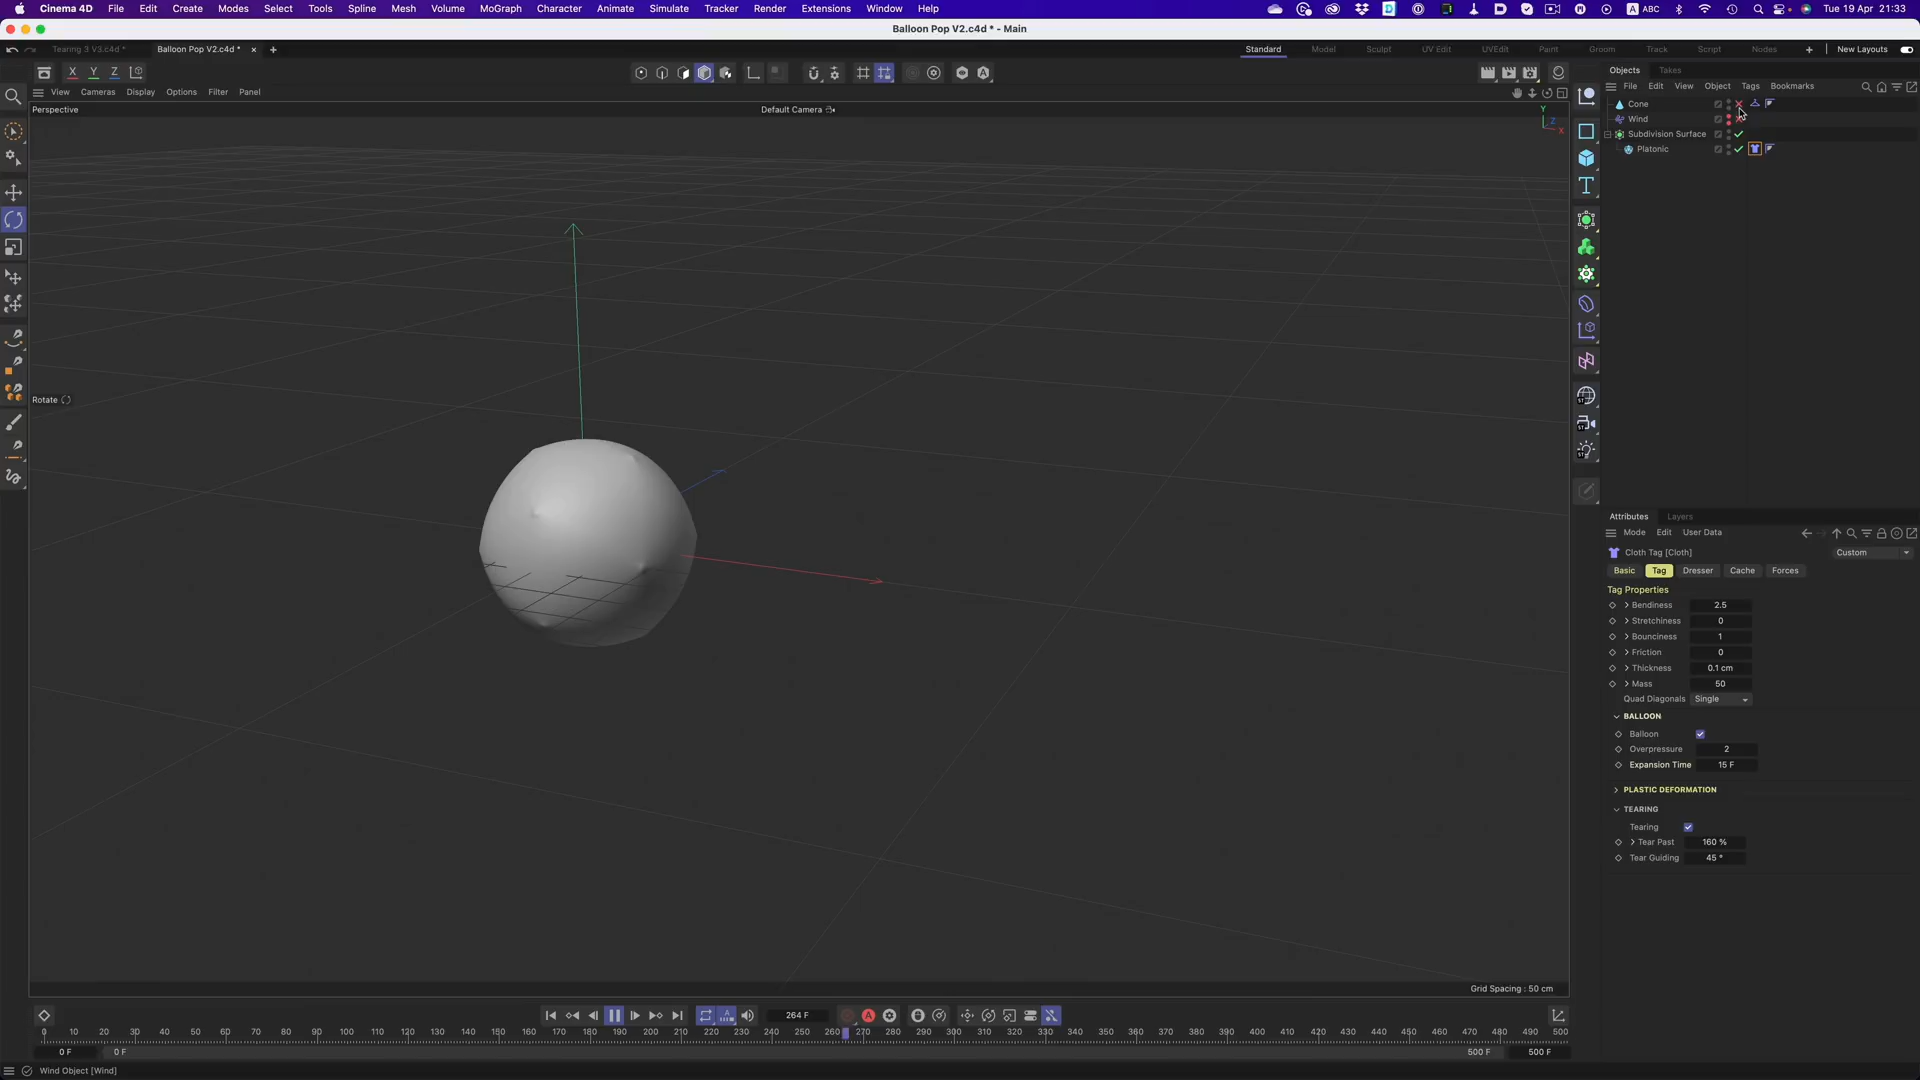 Cinema 4D File Edit Create Modes Select Tools Spline Mesh Volume MoGraph Character Animate Simulate Tracker Render Extensions Window Help A ABC Tue 19 Apr 21:33
Balloon Pop V2.c4d * - Main
Tearing 3 V3.c4d * Balloon Pop V2.c4d * Standard Model Sculpt UV Edit UVEdit Paint Groom Track Script Nodes New Layouts
X Y Z
Objects Takes
File Edit View Object Tags Bookmarks
View Cameras Display Options Filter Panel
Perspective Default Camera
Y
Z
X
Cone
Wind
Subdivision Surface
Platonic
Rotate
Attributes Layers
Mode Edit User Data
Cloth Tag [Cloth] Custom
Basic Tag Dresser Cache Forces
Tag Properties
Bendiness 2.5
Stretchiness 0
Bounciness 1
Friction 0
Thickness 0.1 cm
Mass 50
Quad Diagonals Single
BALLOON
Balloon
Overpressure 2
Expansion Time 15 F
PLASTIC DEFORMATION
TEARING
Tearing
Tear Past 160 %
Tear Guiding 45 °
Grid Spacing : 50 cm
264 F
0 10 20 30 40 50 60 70 80 90 100 110 120 130 140 150 160 170 180 190 200 210 220 230 240 250 260 270 280 290 300 310 320 330 340 350 360 370 380 390 400 410 420 430 440 450 460 470 480 490 500
0 F 0 F 500 F 500 F
Wind Object [Wind]